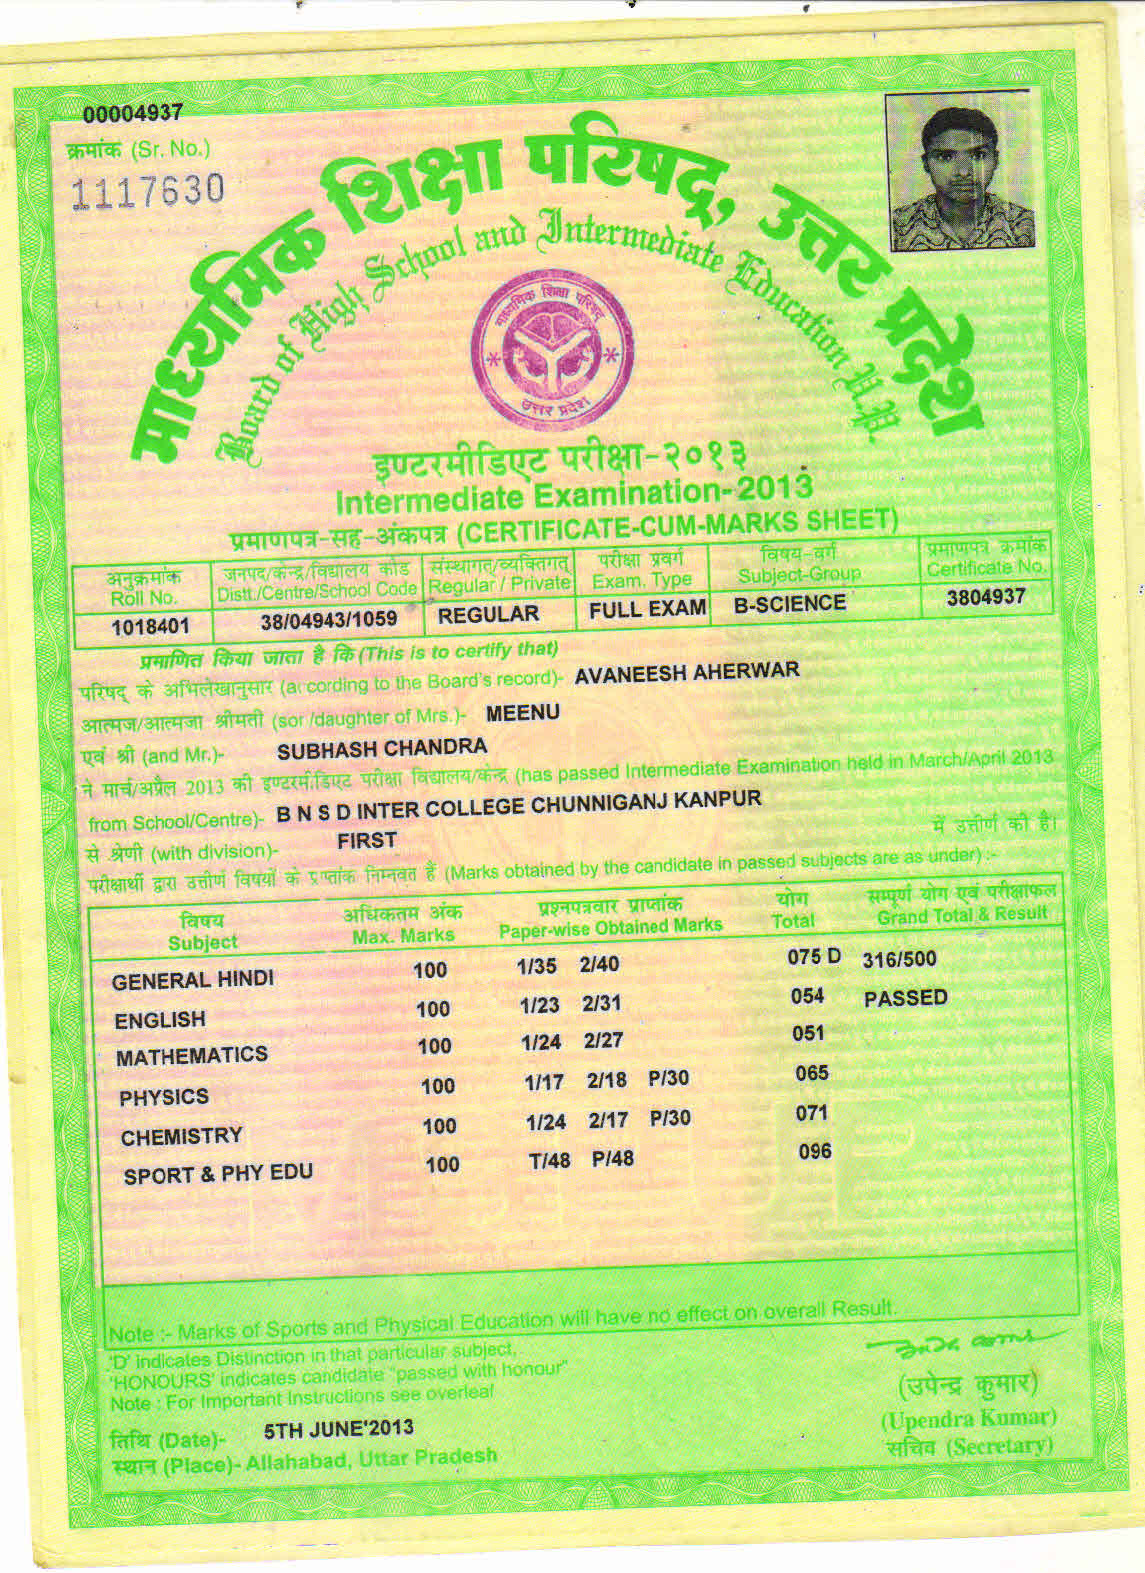 00004937
क्रमांक (Sr. No.)
1117630
माध्यमिक शिक्षा परिषद्, उत्तर प्रदेश
Board of High School and Intermediate Education U.P.
माध्यमिक शिक्षा परिषद्
उत्तर प्रदेश
इण्टरमीडिएट परीक्षा-२०१३
Intermediate Examination-2013
प्रमाणपत्र-सह-अंकपत्र (CERTIFICATE-CUM-MARKS SHEET)
अनुक्रमांक जनपद/केन्द्र/विद्यालय कोड संस्थागत/व्यक्तिगत् परीक्षा प्रवर्ग विषय-वर्ग प्रमाणपत्र क्रमांक
Roll No. Distt./Centre/School Code Regular / Private Exam. Type Subject-Group Certificate No.
1018401 38/04943/1059 REGULAR FULL EXAM B-SCIENCE 3804937
प्रमाणित किया जाता है कि (This is to certify that)
परिषद् के अभिलेखानुसार (according to the Board's record)- AVANEESH AHERWAR
आत्मज/आत्मजा श्रीमती (son/daughter of Mrs.)- MEENU
एवं श्री (and Mr.)- SUBHASH CHANDRA
ने मार्च/अप्रैल 2013 की इण्टरमीडिएट परीक्षा विद्यालय/केन्द्र (has passed Intermediate Examination held in March/April 2013
from School/Centre)- B N S D INTER COLLEGE CHUNNIGANJ KANPUR
से श्रेणी (with division)- FIRST में उत्तीर्ण की है।
परीक्षार्थी द्वारा उत्तीर्ण विषयों के प्राप्तांक निम्नवत हैं (Marks obtained by the candidate in passed subjects are as under) :-
विषय अधिकतम अंक प्रश्नपत्रवार प्राप्तांक योग सम्पूर्ण योग एवं परीक्षाफल
Subject Max. Marks Paper-wise Obtained Marks Total Grand Total & Result
GENERAL HINDI 100 1/35 2/40 075 D 316/500
ENGLISH 100 1/23 2/31 054 PASSED
MATHEMATICS 100 1/24 2/27 051
PHYSICS 100 1/17 2/18 P/30 065
CHEMISTRY 100 1/24 2/17 P/30 071
SPORT & PHY EDU 100 T/48 P/48 096
Note :- Marks of Sports and Physical Education will have no effect on overall Result.
'D' indicates Distinction in that particular subject,
'HONOURS' indicates candidate "passed with honour"
Note : For Important Instructions see overleaf
(उपेन्द्र कुमार)
(Upendra Kumar)
सचिव (Secretary)
तिथि (Date)- 5TH JUNE'2013
स्थान (Place)- Allahabad, Uttar Pradesh